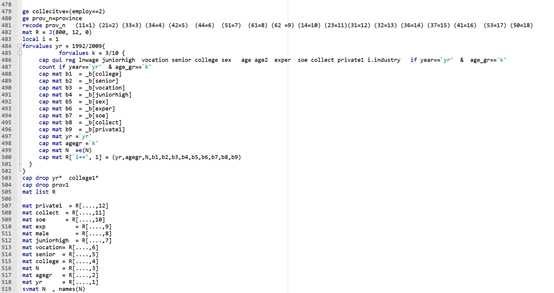 478
479 ge collecitve=(employ==2)
480 ge prov_n=province
481 recode prov_n (11=1) (21=2) (33=3) (34=4) (42=5) (44=6) (51=7) (61=8) (62 =9) (14=10) (23=11)(31=12) (32=13) (36=14) (37=15) (41=16) (53=17) (50=18)
482 mat R = J(800, 12, 0)
483 local i = 1
484 forvalues yr = 1992/2009{
485 forvalues k = 3/10 {
486 cap qui reg lnwage juniorhigh vocation senior college sex age age2 exper soe collect private1 i.industry if year==`yr' & age_gr==`k'
487 count if year==`yr' & age_gr==`k'
488 cap mat b1 = _b[college]
489 cap mat b2 = _b[senior]
490 cap mat b3 = _b[vocation]
491 cap mat b4 = _b[juniorhigh]
492 cap mat b5 = _b[sex]
493 cap mat b6 = _b[exper]
494 cap mat b7 = _b[soe]
495 cap mat b8 = _b[collect]
496 cap mat b9 = _b[private1]
497 cap mat yr =`yr'
498 cap mat agegr =`k'
499 cap mat N =e(N)
500 cap mat R[`i++', 1] = (yr,agegr,N,b1,b2,b3,b4,b5,b6,b7,b8,b9)
501 }
502 }
503 cap drop yr* college1*
504 cap drop prov1
505 mat list R
506
507 mat private1 = R[....,12]
508 mat collect = R[....,11]
509 mat soe = R[....,10]
510 mat exp = R[....,9]
511 mat male = R[....,8]
512 mat juniorhigh = R[....,7]
513 mat vocation= R[....,6]
514 mat senior = R[....,5]
515 mat college = R[....,4]
516 mat N = R[....,3]
517 mat agegr = R[....,2]
518 mat yr = R[....,1]
519 svmat N , names(N)